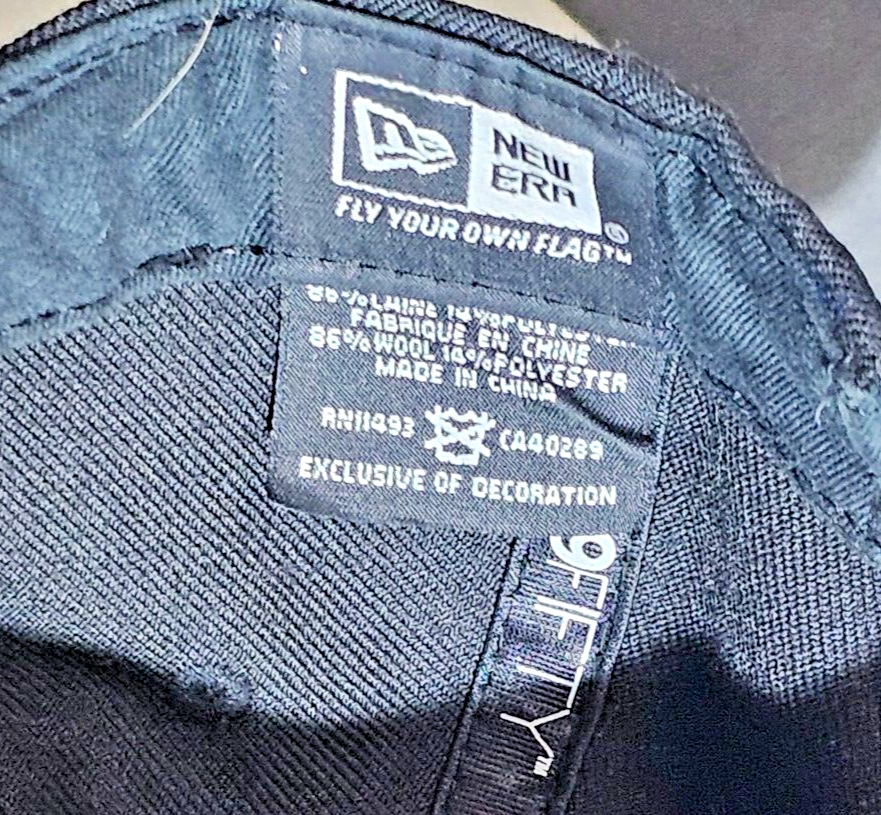 NEW
ERA
®
FLY YOUR OWN FLAG™
FABRIQUE EN CHINE
86%WOOL 14%POLYESTER
MADE IN CHINA
RN11493 CA40289
EXCLUSIVE OF DECORATION
9FIFTY™